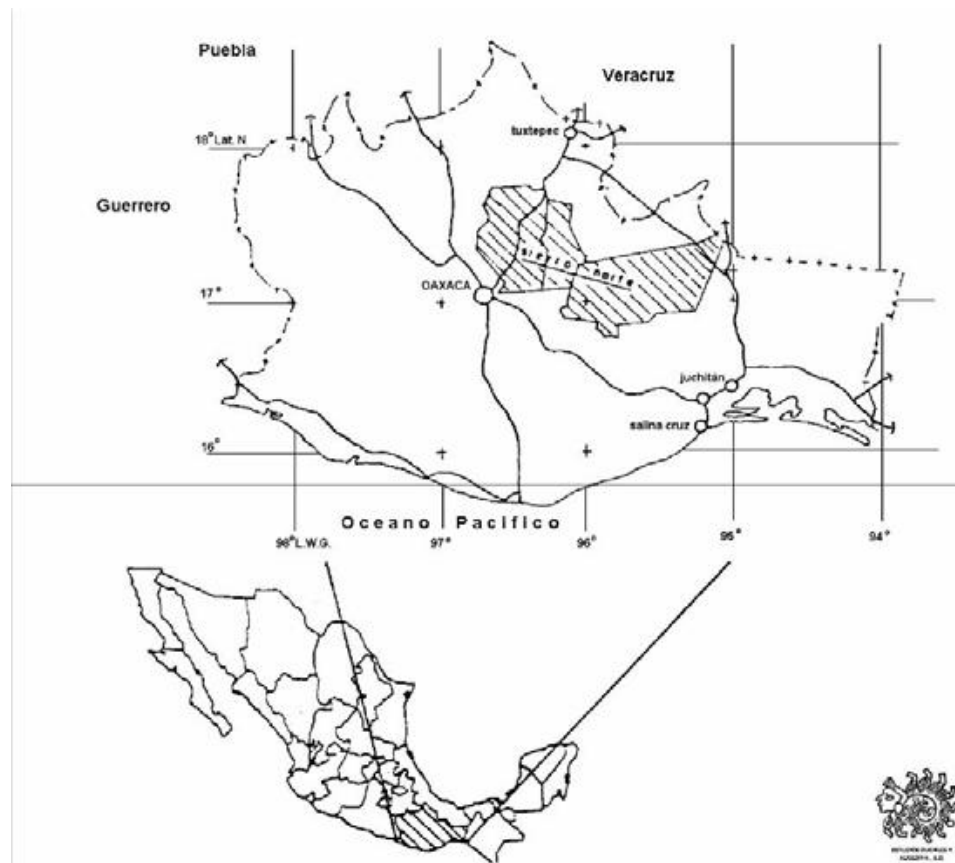 Puebla
Veracruz
tuxtepec
18° Lat. N
Guerrero
sierra norte
OAXACA
17°
juchitán
salina cruz
16°
Oceano Pacifico
98° L.W.G.
97°
96°
95°
94°